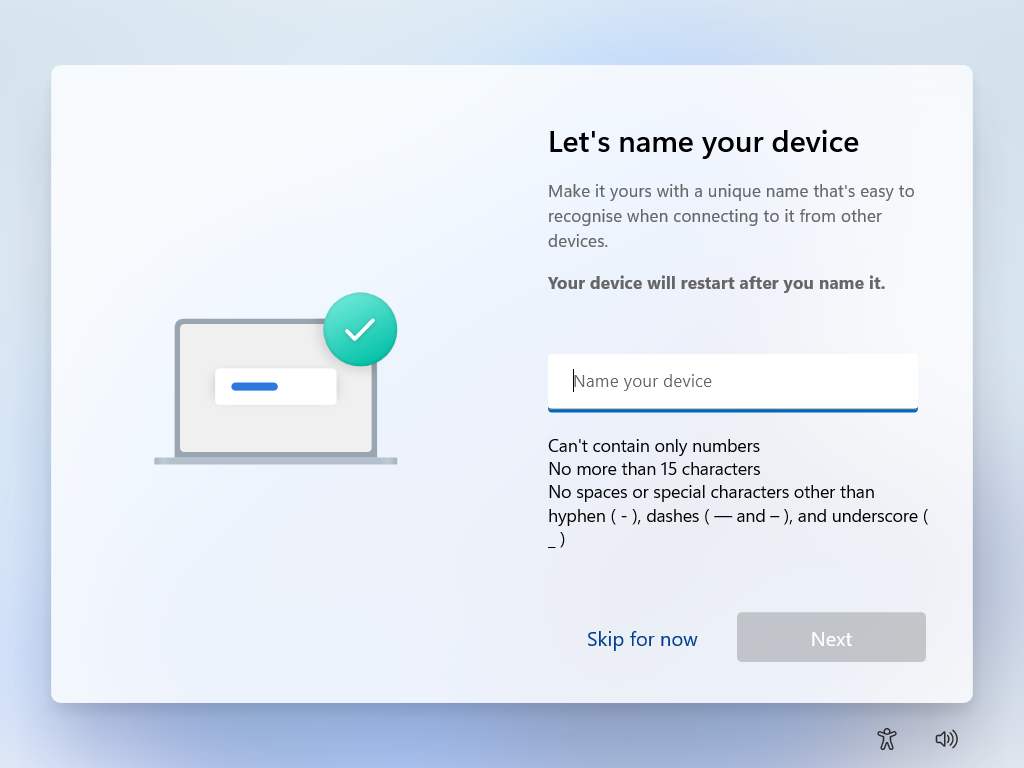 Let's name your device
Make it yours with a unique name that's easy to
recognise when connecting to it from other
devices.
Your device will restart after you name it.
Name your device
Can't contain only numbers
No more than 15 characters
No spaces or special characters other than
hyphen ( - ), dashes ( — and – ), and underscore (
_ )
Skip for now
Next